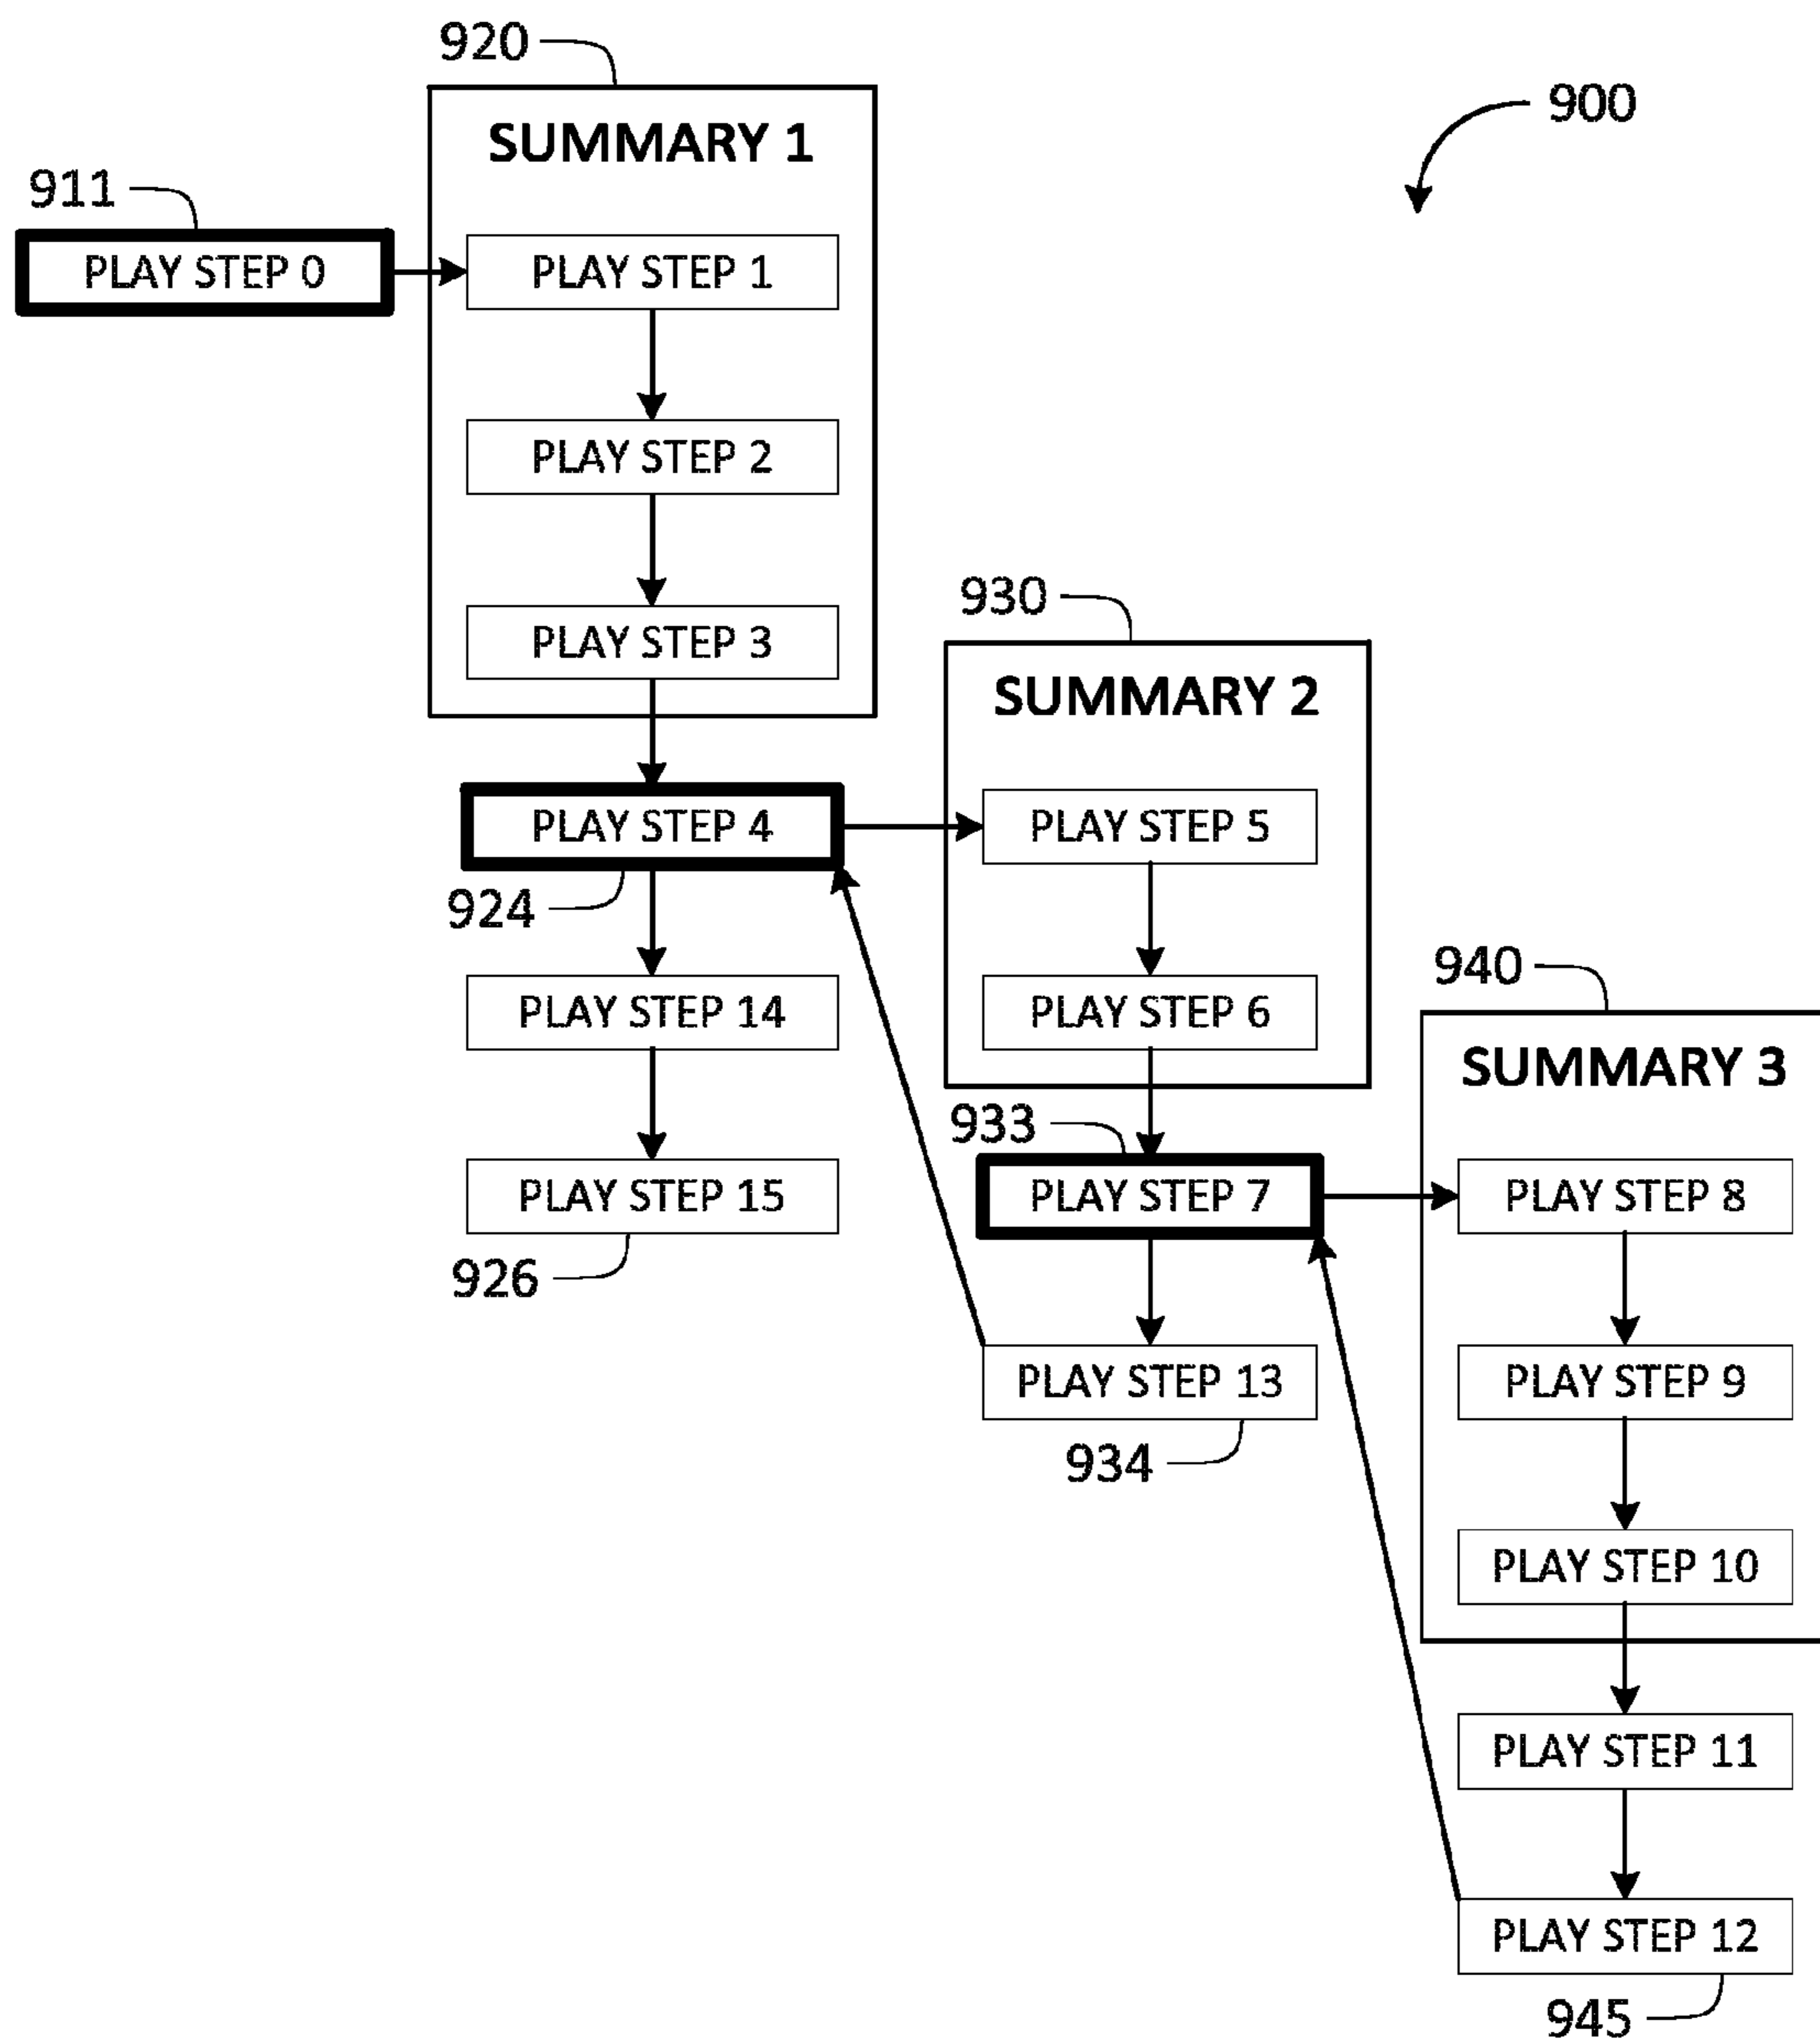 920
900
SUMMARY 1
911
PLAY STEP 0
PLAY STEP 1
PLAY STEP 2
PLAY STEP 3
930
SUMMARY 2
PLAY STEP 4
PLAY STEP 5
924
940
PLAY STEP 14
PLAY STEP 6
SUMMARY 3
933
PLAY STEP 15
PLAY STEP 7
PLAY STEP 8
926
PLAY STEP 13
PLAY STEP 9
934
PLAY STEP 10
PLAY STEP 11
PLAY STEP 12
945